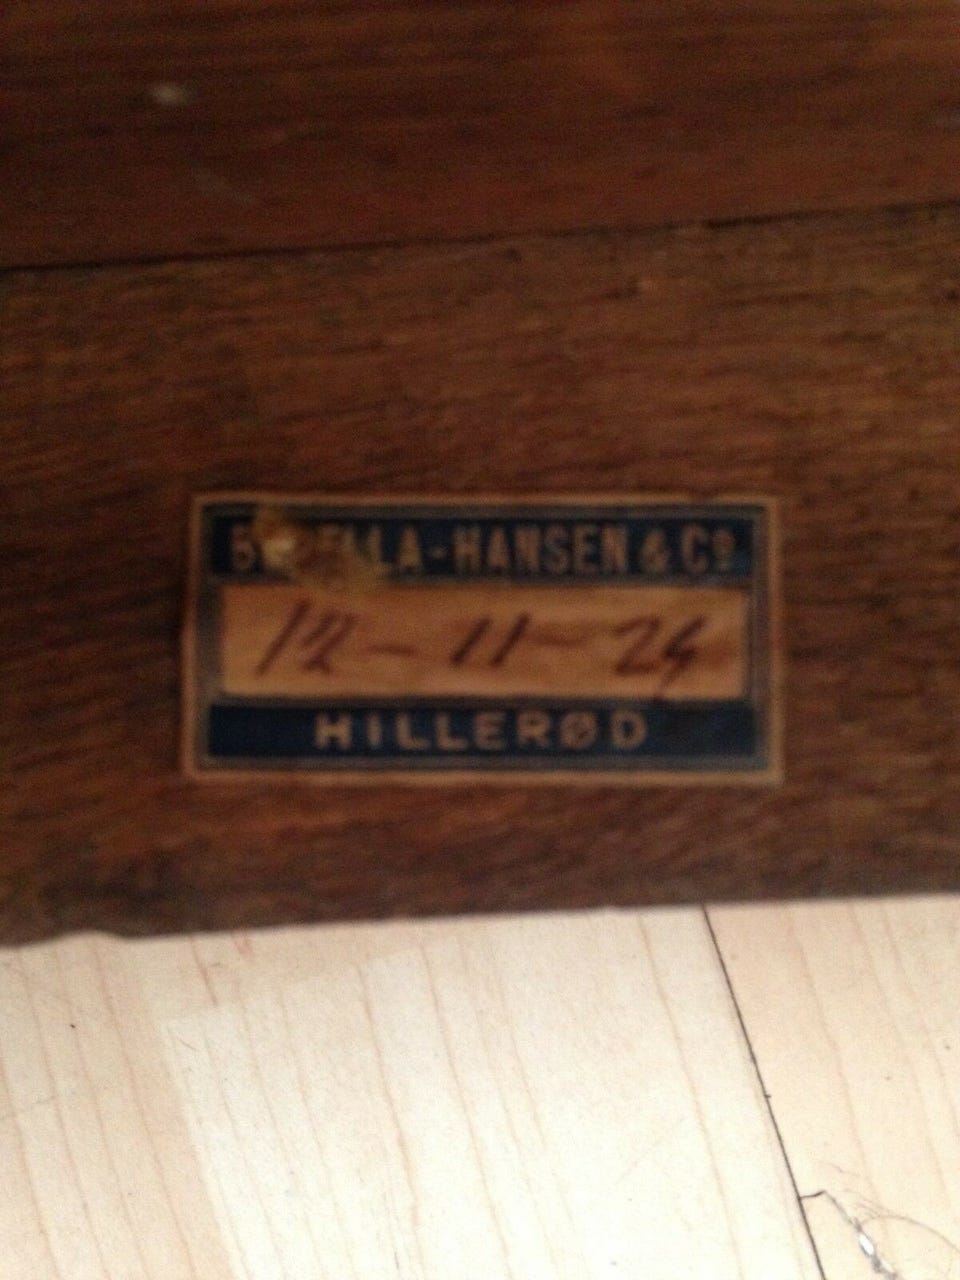 HANSEN & Cº
12 - 11 - 24
HILLERØD